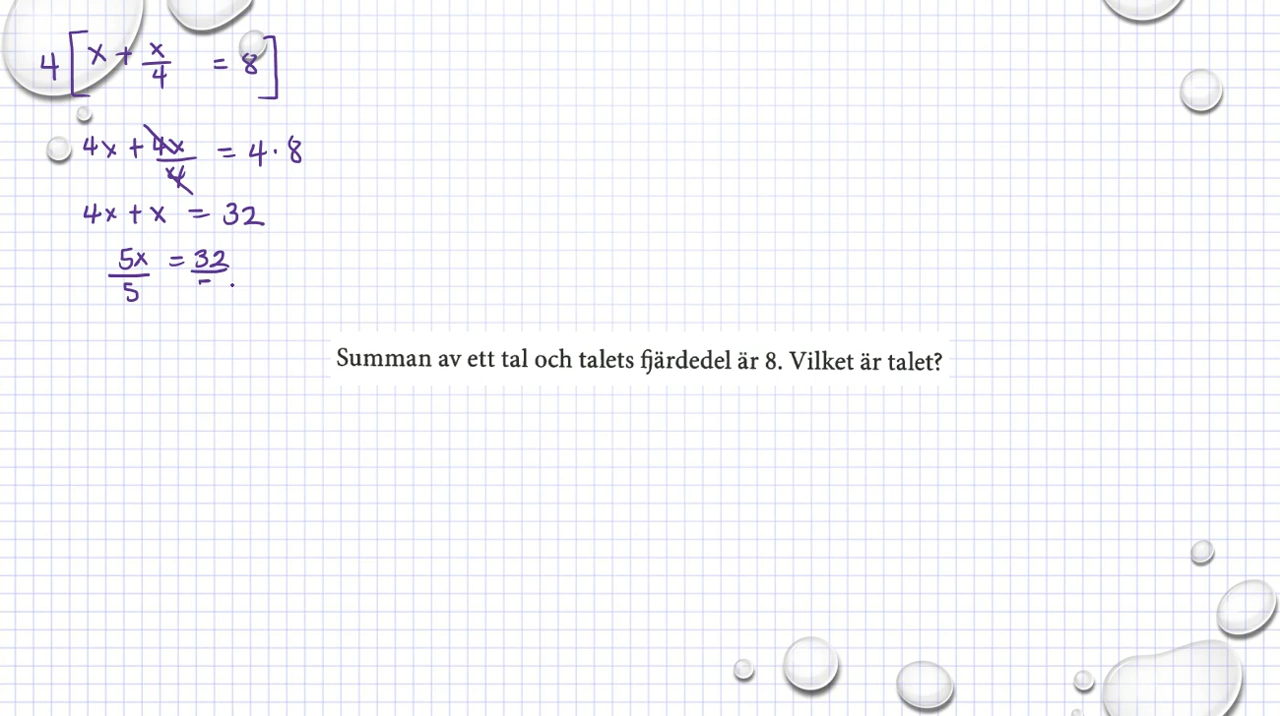 4[x + x/4 = 8]
4x + 4x/4 = 4·8
4x + x = 32
5x/5 = 32/
Summan av ett tal och talets fjärdedel är 8. Vilket är talet?